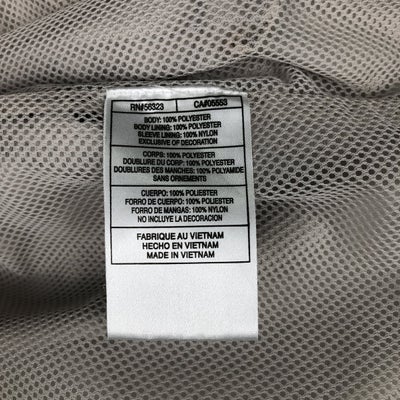 RN#56323 CA#05553
BODY: 100% POLYESTER
BODY LINING: 100% POLYESTER
SLEEVE LINING: 100% NYLON
EXCLUSIVE OF DECORATION
CORPS: 100% POLYESTER
DOUBLURE DU CORP: 100% POLYESTER
DOUBLURES DES MANCHES: 100% POLYAMIDE
SANS ORNEMENTS
CUERPO: 100% POLIESTER
FORRO DE CUERPO: 100% POLIESTER
FORRO DE MANGAS: 100% NYLON
NO INCLUYE LA DECORACION
FABRIQUE AU VIETNAM
HECHO EN VIETNAM
MADE IN VIETNAM